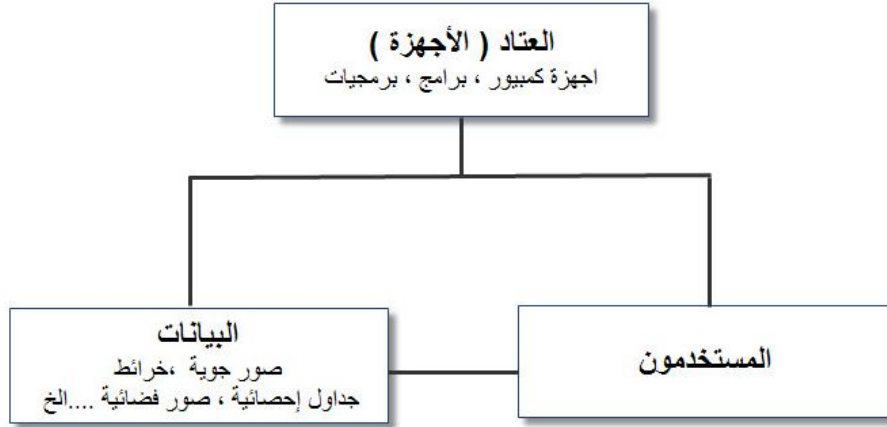 العتاد ( الأجهزة )
اجهزة كمبيور ، برامج ، برمجيات
المستخدمون
البيانات
صور جوية ،خرائط
جداول إحصائية ، صور فضائية ....الخ